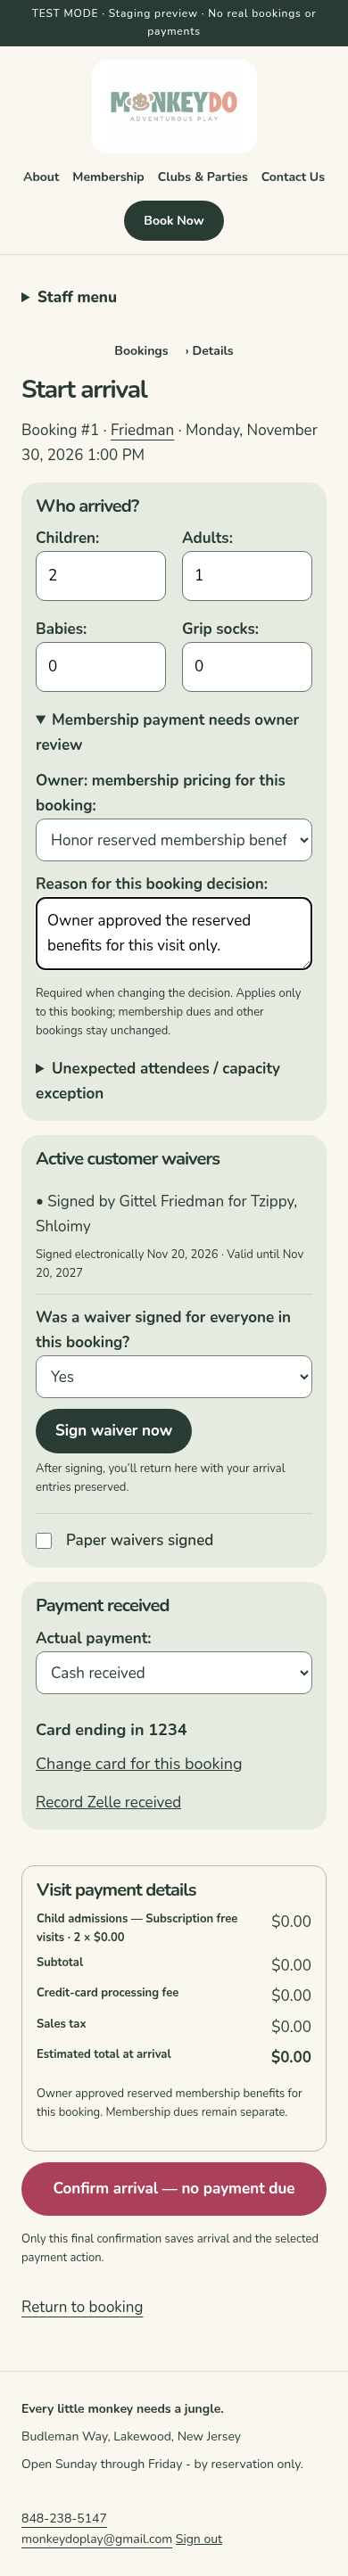 TEST MODE · Staging preview · No real bookings or
payments
MONKEYDO
ADVENTUROUS PLAY
About Membership Clubs & Parties Contact Us
Book Now
▶ Staff menu
Bookings › Details
Start arrival
Booking #1 · Friedman · Monday, November
30, 2026 1:00 PM
Who arrived?
Children: Adults:
2 1
Babies: Grip socks:
0 0
▼ Membership payment needs owner
review
Owner: membership pricing for this
booking:
Honor reserved membership benef
Reason for this booking decision:
Owner approved the reserved
benefits for this visit only.
Required when changing the decision. Applies only
to this booking; membership dues and other
bookings stay unchanged.
▶ Unexpected attendees / capacity
exception
Active customer waivers
• Signed by Gittel Friedman for Tzippy,
Shloimy
Signed electronically Nov 20, 2026 · Valid until Nov
20, 2027
Was a waiver signed for everyone in
this booking?
Yes
Sign waiver now
After signing, you’ll return here with your arrival
entries preserved.
Paper waivers signed
Payment received
Actual payment:
Cash received
Card ending in 1234
Change card for this booking
Record Zelle received
Visit payment details
Child admissions — Subscription free
visits · 2 × $0.00 $0.00
Subtotal $0.00
Credit-card processing fee $0.00
Sales tax $0.00
Estimated total at arrival $0.00
Owner approved reserved membership benefits for
this booking. Membership dues remain separate.
Confirm arrival — no payment due
Only this final confirmation saves arrival and the selected
payment action.
Return to booking
Every little monkey needs a jungle.
Budleman Way, Lakewood, New Jersey
Open Sunday through Friday - by reservation only.
848-238-5147
monkeydoplay@gmail.com Sign out